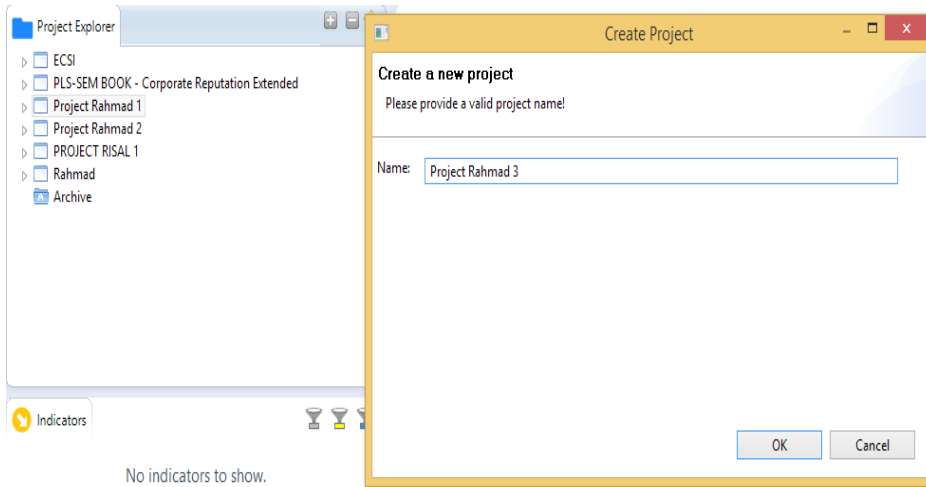 Project Explorer
ECSI
PLS-SEM BOOK - Corporate Reputation Extended
Project Rahmad 1
Project Rahmad 2
PROJECT RISAL 1
Rahmad
Archive
Indicators
No indicators to show.
Create Project
Create a new project
Please provide a valid project name!
Name: Project Rahmad 3
OK Cancel